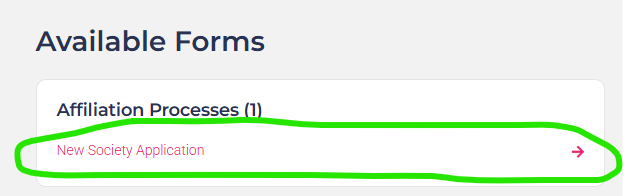 Available Forms
Affiliation Processes (1)
New Society Application